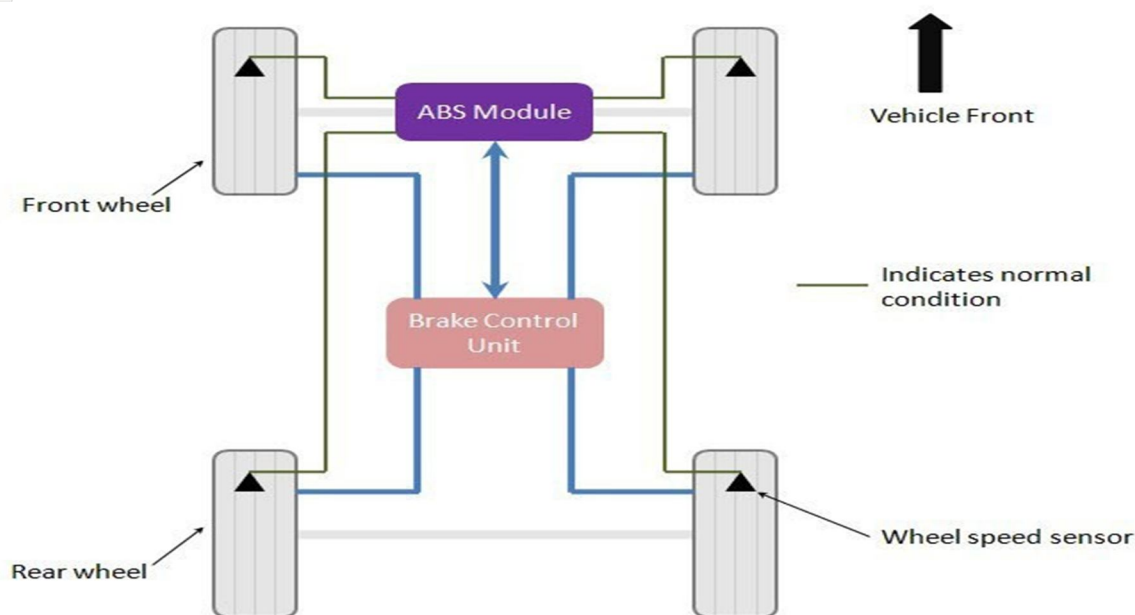 ABS Module
Vehicle Front
Front wheel
Indicates normal
condition
Brake Control
Unit
Wheel speed sensor
Rear wheel